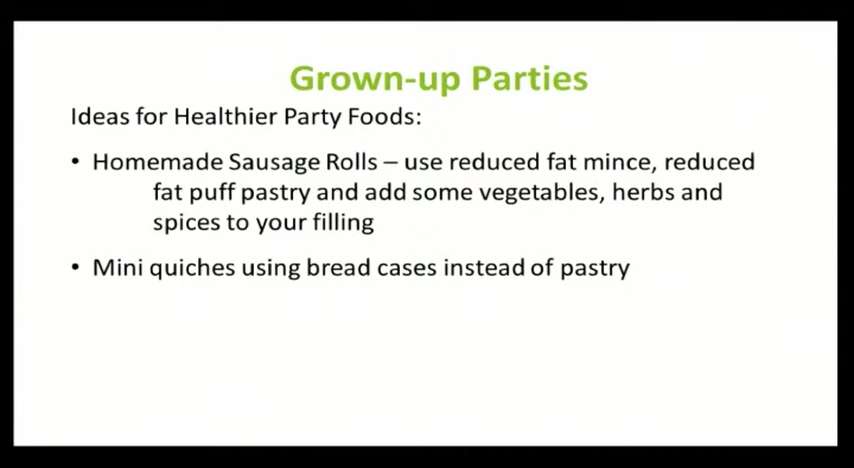 Grown-up Parties
Ideas for Healthier Party Foods:
• Homemade Sausage Rolls – use reduced fat mince, reduced
fat puff pastry and add some vegetables, herbs and
spices to your filling
• Mini quiches using bread cases instead of pastry